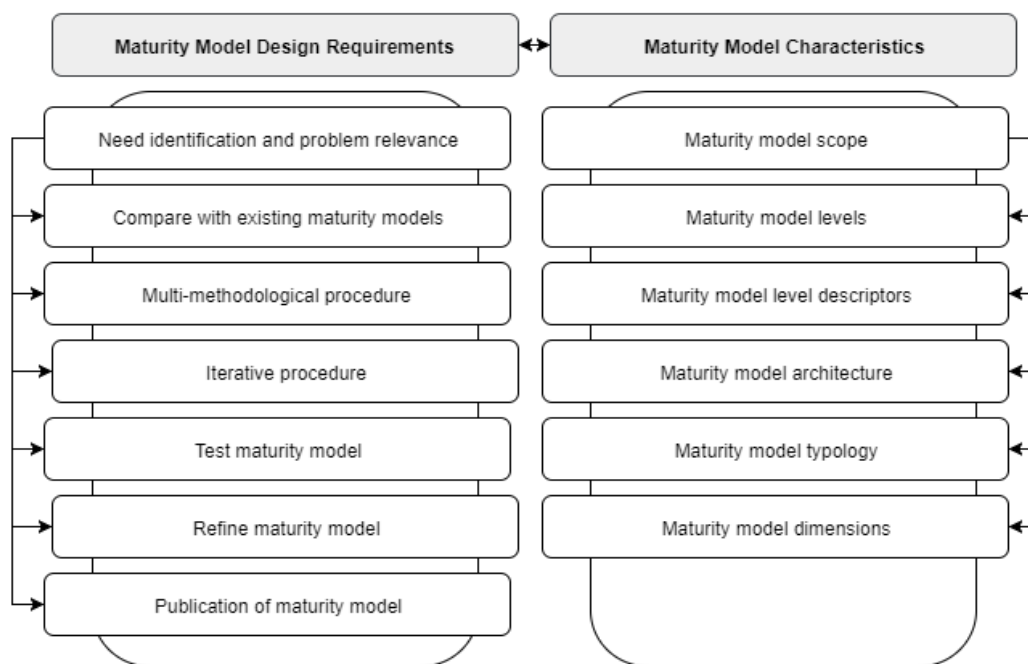 Maturity Model Design Requirements
Maturity Model Characteristics
Need identification and problem relevance
Compare with existing maturity models
Multi-methodological procedure
Iterative procedure
Test maturity model
Refine maturity model
Publication of maturity model
Maturity model scope
Maturity model levels
Maturity model level descriptors
Maturity model architecture
Maturity model typology
Maturity model dimensions